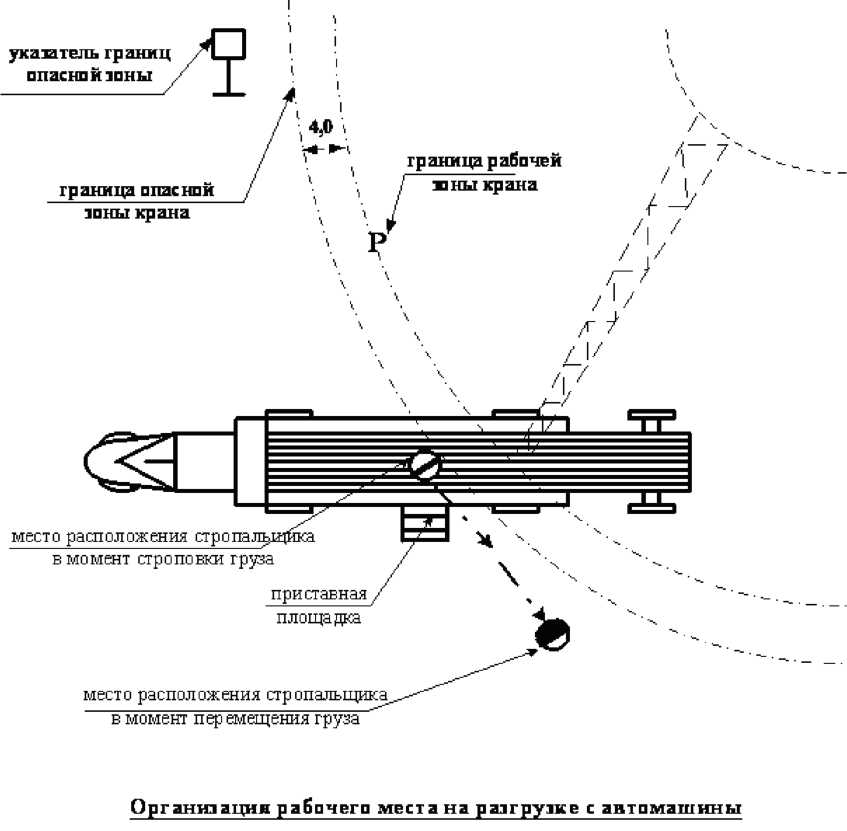 указатель границ
опасной зоны
4,0
граница рабочей
зоны крана
граница опасной
зоны крана
Р
место расположения стропальщика
в момент строповки груза
приставная
площадка
место расположения стропальщика
в момент перемещения груза
Организация рабочего места на разгрузке с автомашины